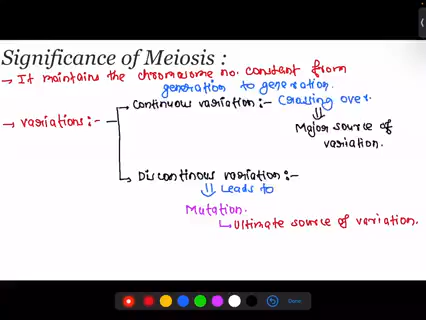 Significance of Meiosis :
→ It maintains the chromosome no. constant from
generation to generation.
→ variations :-
Continuous variation :- Crossing over.
⇓
Major source of
variation.
Discontinous variation :-
⇓ Leads to
Mutation.
↳ Ultimate source of variation.
Done